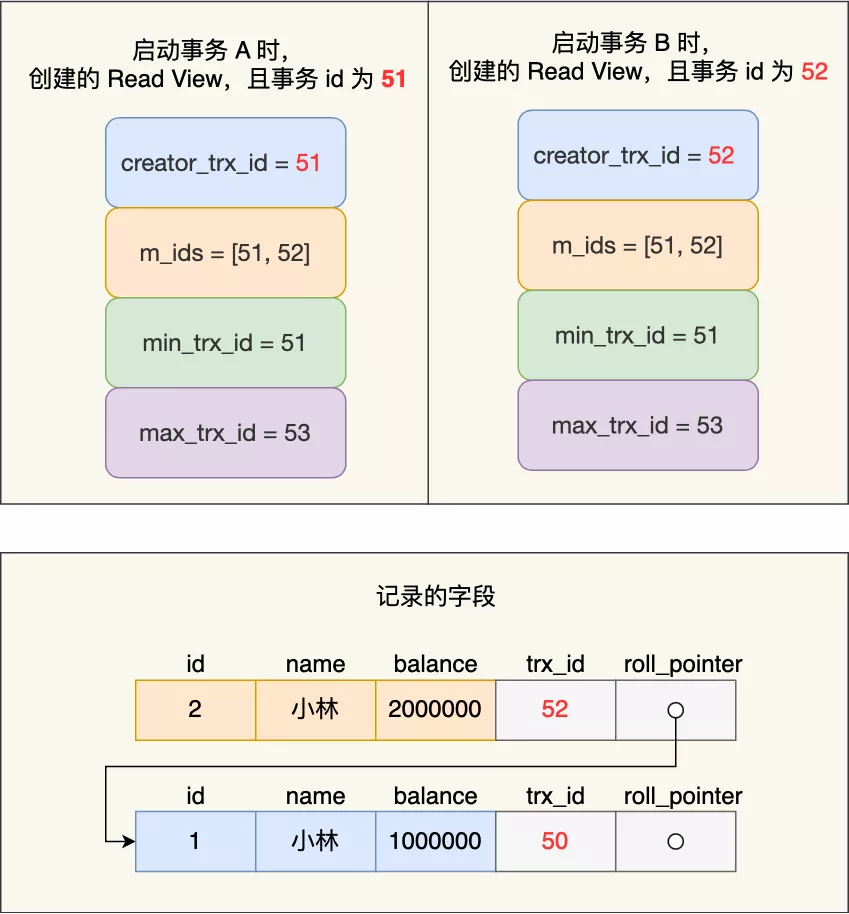 启动事务 A 时，
创建的 Read View，且事务 id 为 51
creator_trx_id = 51
m_ids = [51, 52]
min_trx_id = 51
max_trx_id = 53
启动事务 B 时，
创建的 Read View，且事务 id 为 52
creator_trx_id = 52
m_ids = [51, 52]
min_trx_id = 51
max_trx_id = 53
记录的字段
id name balance trx_id roll_pointer
2 小林 2000000 52
id name balance trx_id roll_pointer
1 小林 1000000 50